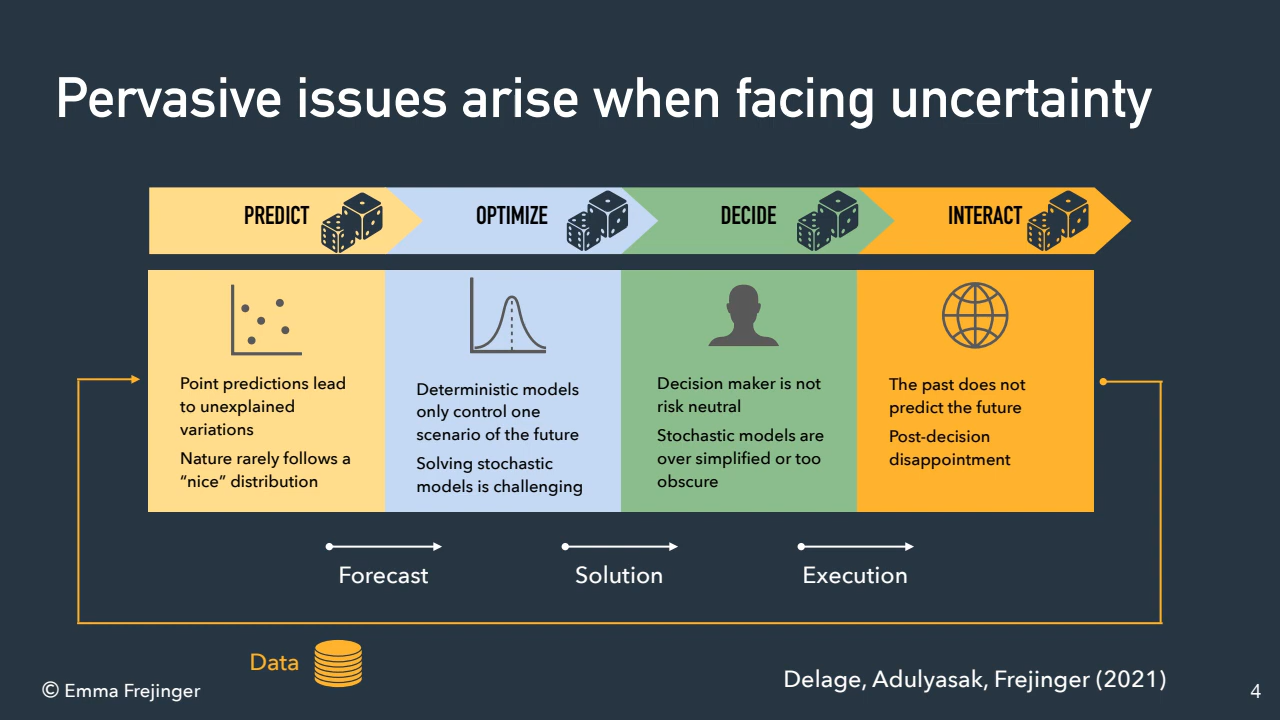 Pervasive issues arise when facing uncertainty
PREDICT
OPTIMIZE
DECIDE
INTERACT
Point predictions lead
to unexplained
variations
Nature rarely follows a
“nice” distribution
Deterministic models
only control one
scenario of the future
Solving stochastic
models is challenging
Decision maker is not
risk neutral
Stochastic models are
over simplified or too
obscure
The past does not
predict the future
Post-decision
disappointment
Forecast
Solution
Execution
Data
Delage, Adulyasak, Frejinger (2021)
© Emma Frejinger
4